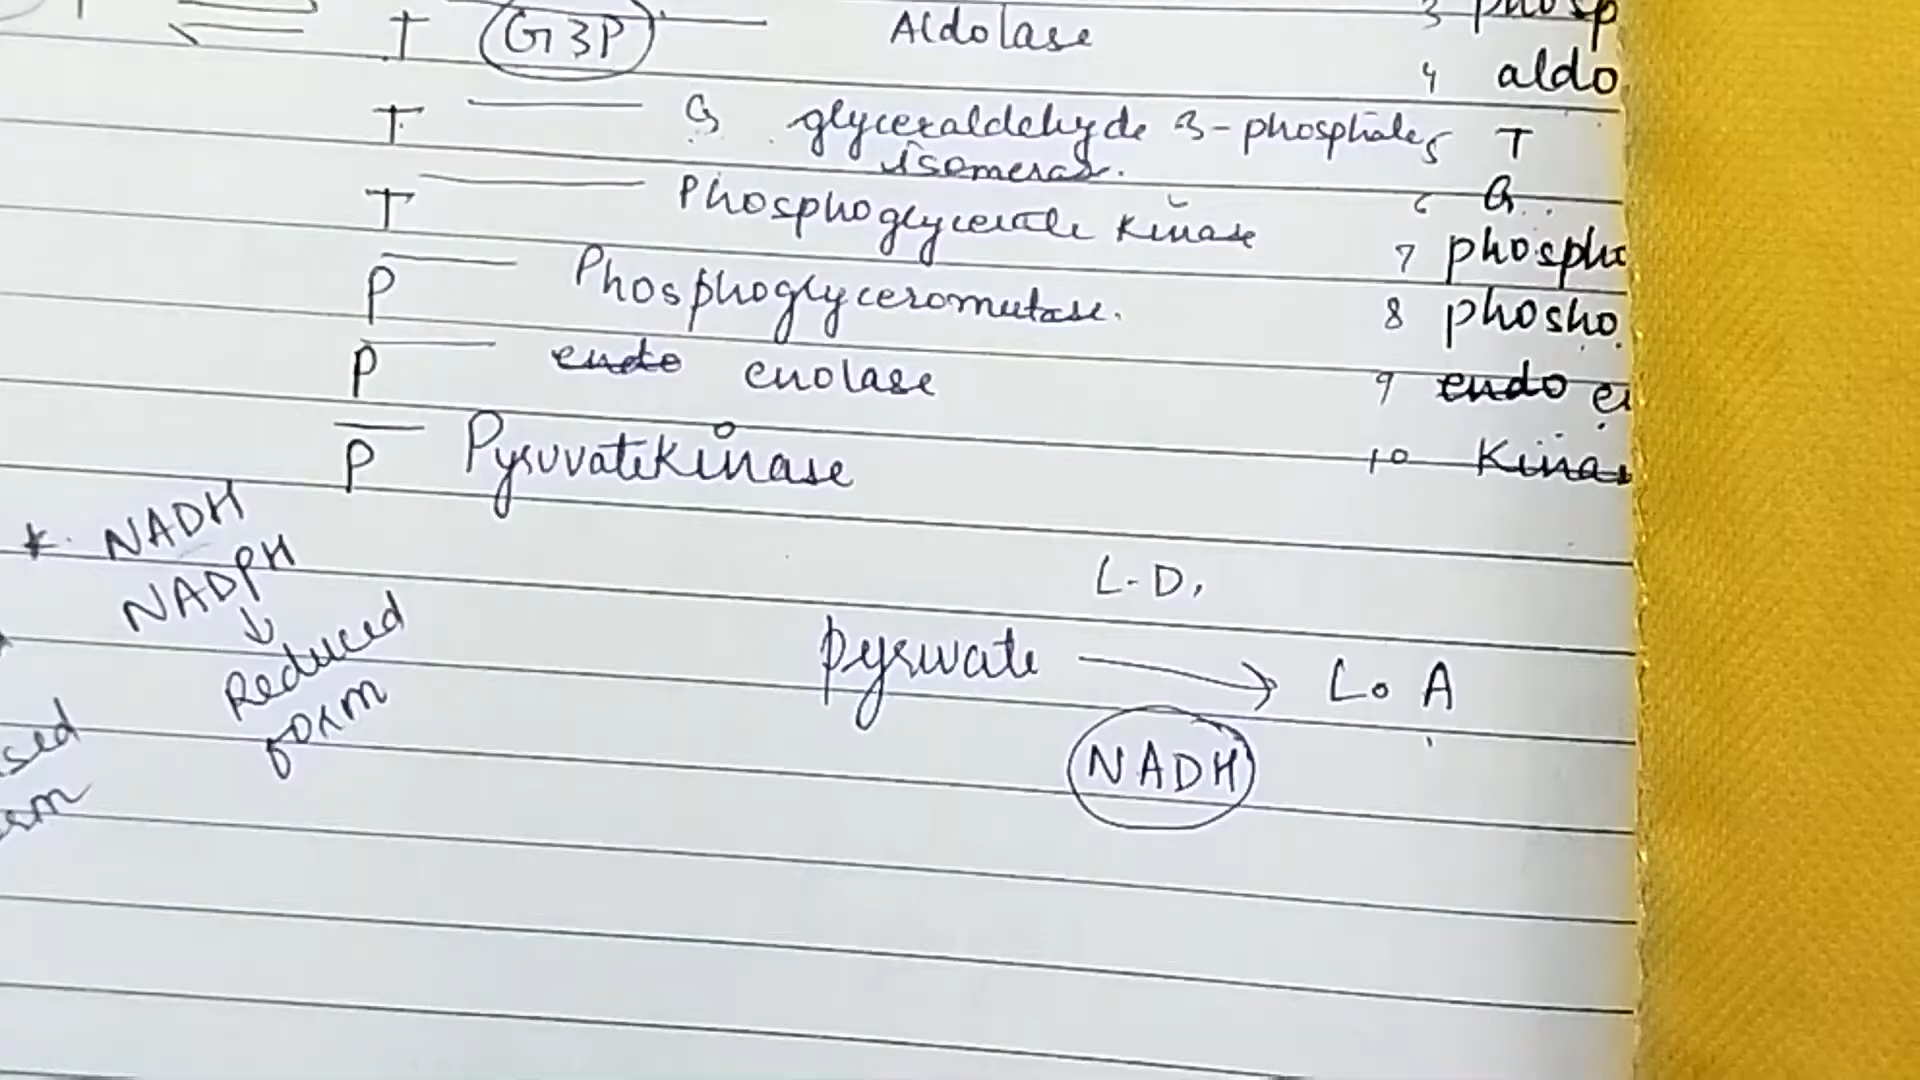 T G3P Aldolase
4 aldo
T G glyceraldehyde 3-phosphate
isomeras.
5 T
6 G..
T Phosphoglycerate kinase
7 phospho
P Phosphoglyceromutase.
8 phosho
P endo enolase
9 endo e
P Pyruvatekinase
10 Kinas
* NADH
NADPH
↓
Reduced
form
L.D.
pyruvate → L. A
NADH